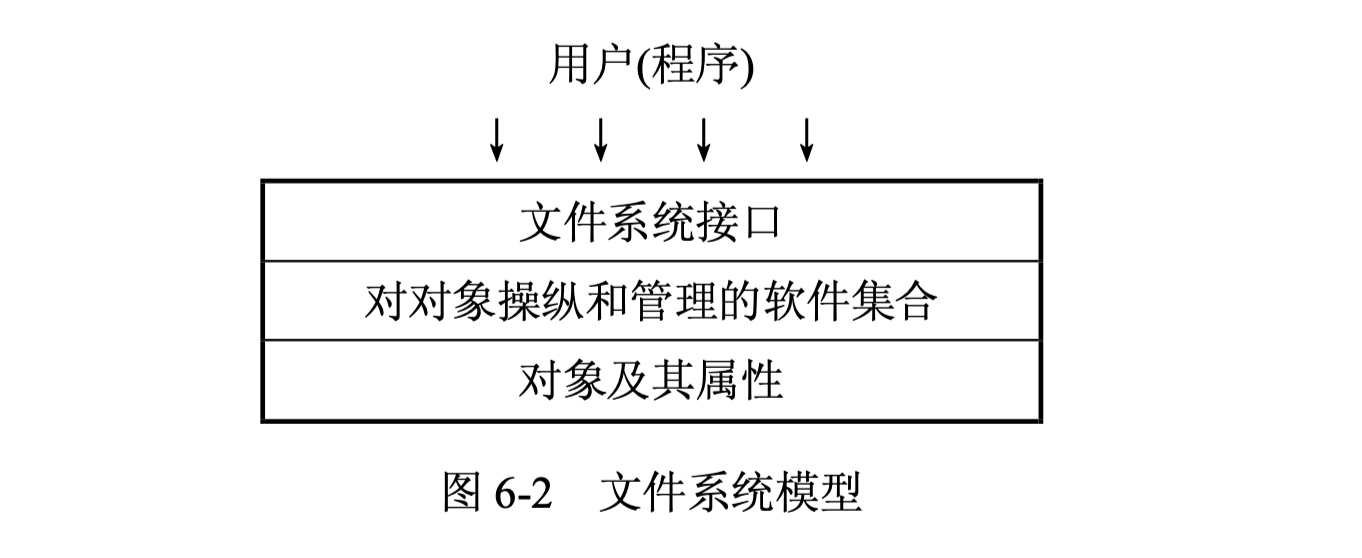 用户(程序)
文件系统接口
对对象操纵和管理的软件集合
对象及其属性
图 6-2 文件系统模型